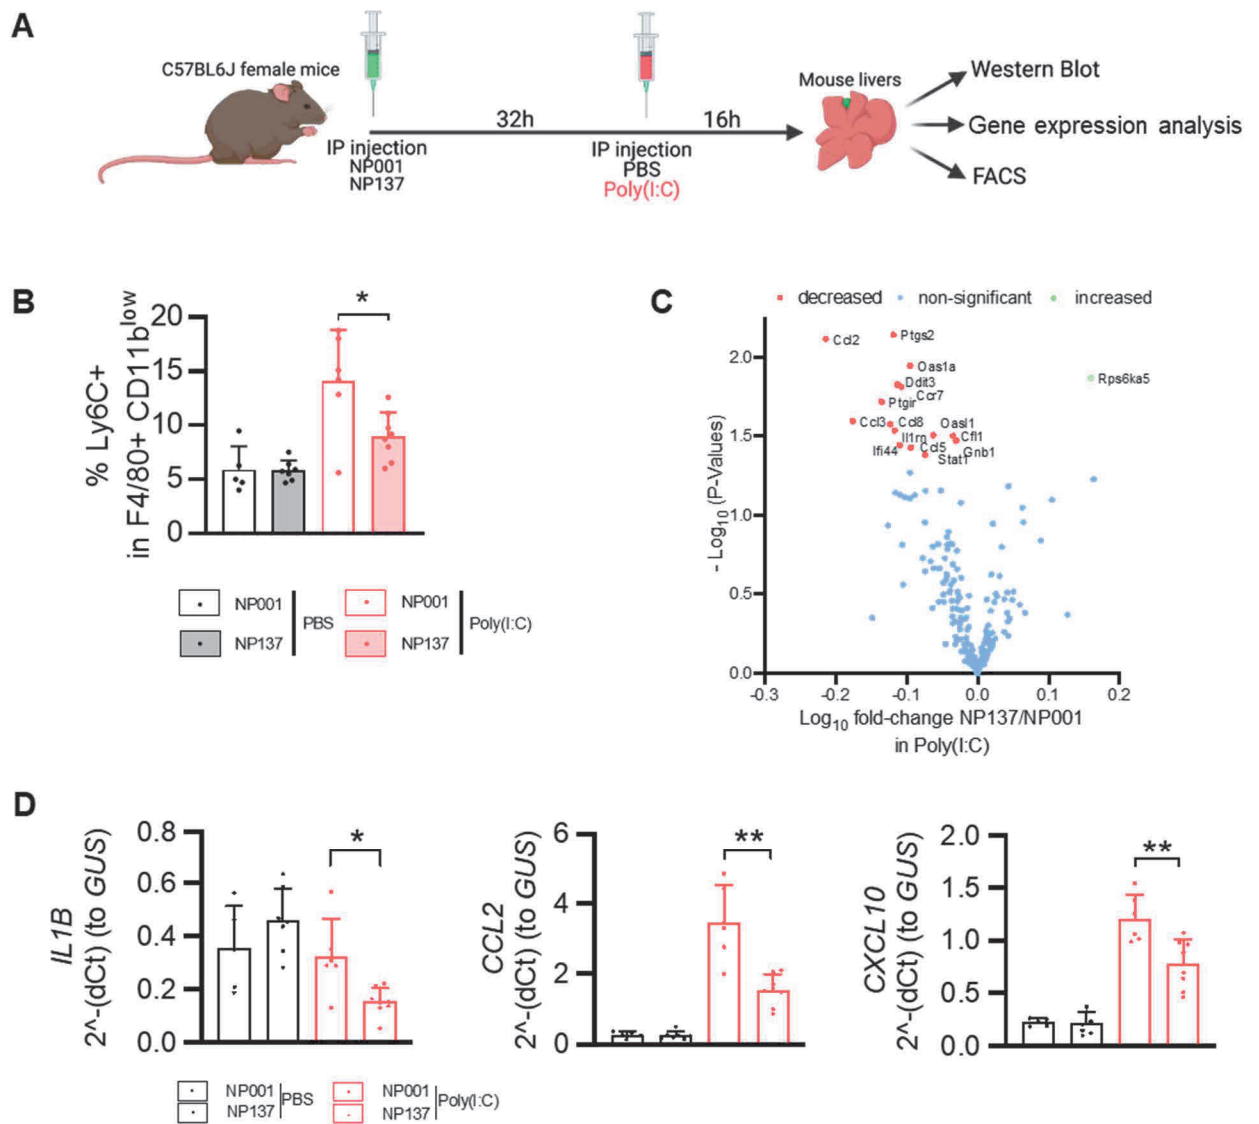 A
C57BL6J female mice
IP injection
NP001
NP137
32h
IP injection
PBS
Poly(I:C)
16h
Mouse livers
Western Blot
Gene expression analysis
FACS
B
% Ly6C+
in F4/80+ CD11b^low
20
15
10
5
0
*
NP001
NP137
PBS
NP001
NP137
Poly(I:C)
C
decreased
non-significant
increased
- Log10 (P-Values)
2.0
1.5
1.0
0.5
0.0
Ccl2
Ptgs2
Oas1a
Rps6ka5
Ddit3
Ccr7
Ptgir
Ccl3
Ccl8
Oasl1
Il1rn
Cfl1
Ifi44
Ccl5
Gnb1
Stat1
-0.3
-0.2
-0.1
0.0
0.1
0.2
Log10 fold-change NP137/NP001
in Poly(I:C)
D
IL1B
2^-(dCt) (to GUS)
0.8
0.6
0.4
0.2
0.0
*
CCL2
2^-(dCt) (to GUS)
6
4
2
0
**
CXCL10
2^-(dCt) (to GUS)
2.0
1.5
1.0
0.5
0.0
**
NP001
NP137
PBS
NP001
NP137
Poly(I:C)